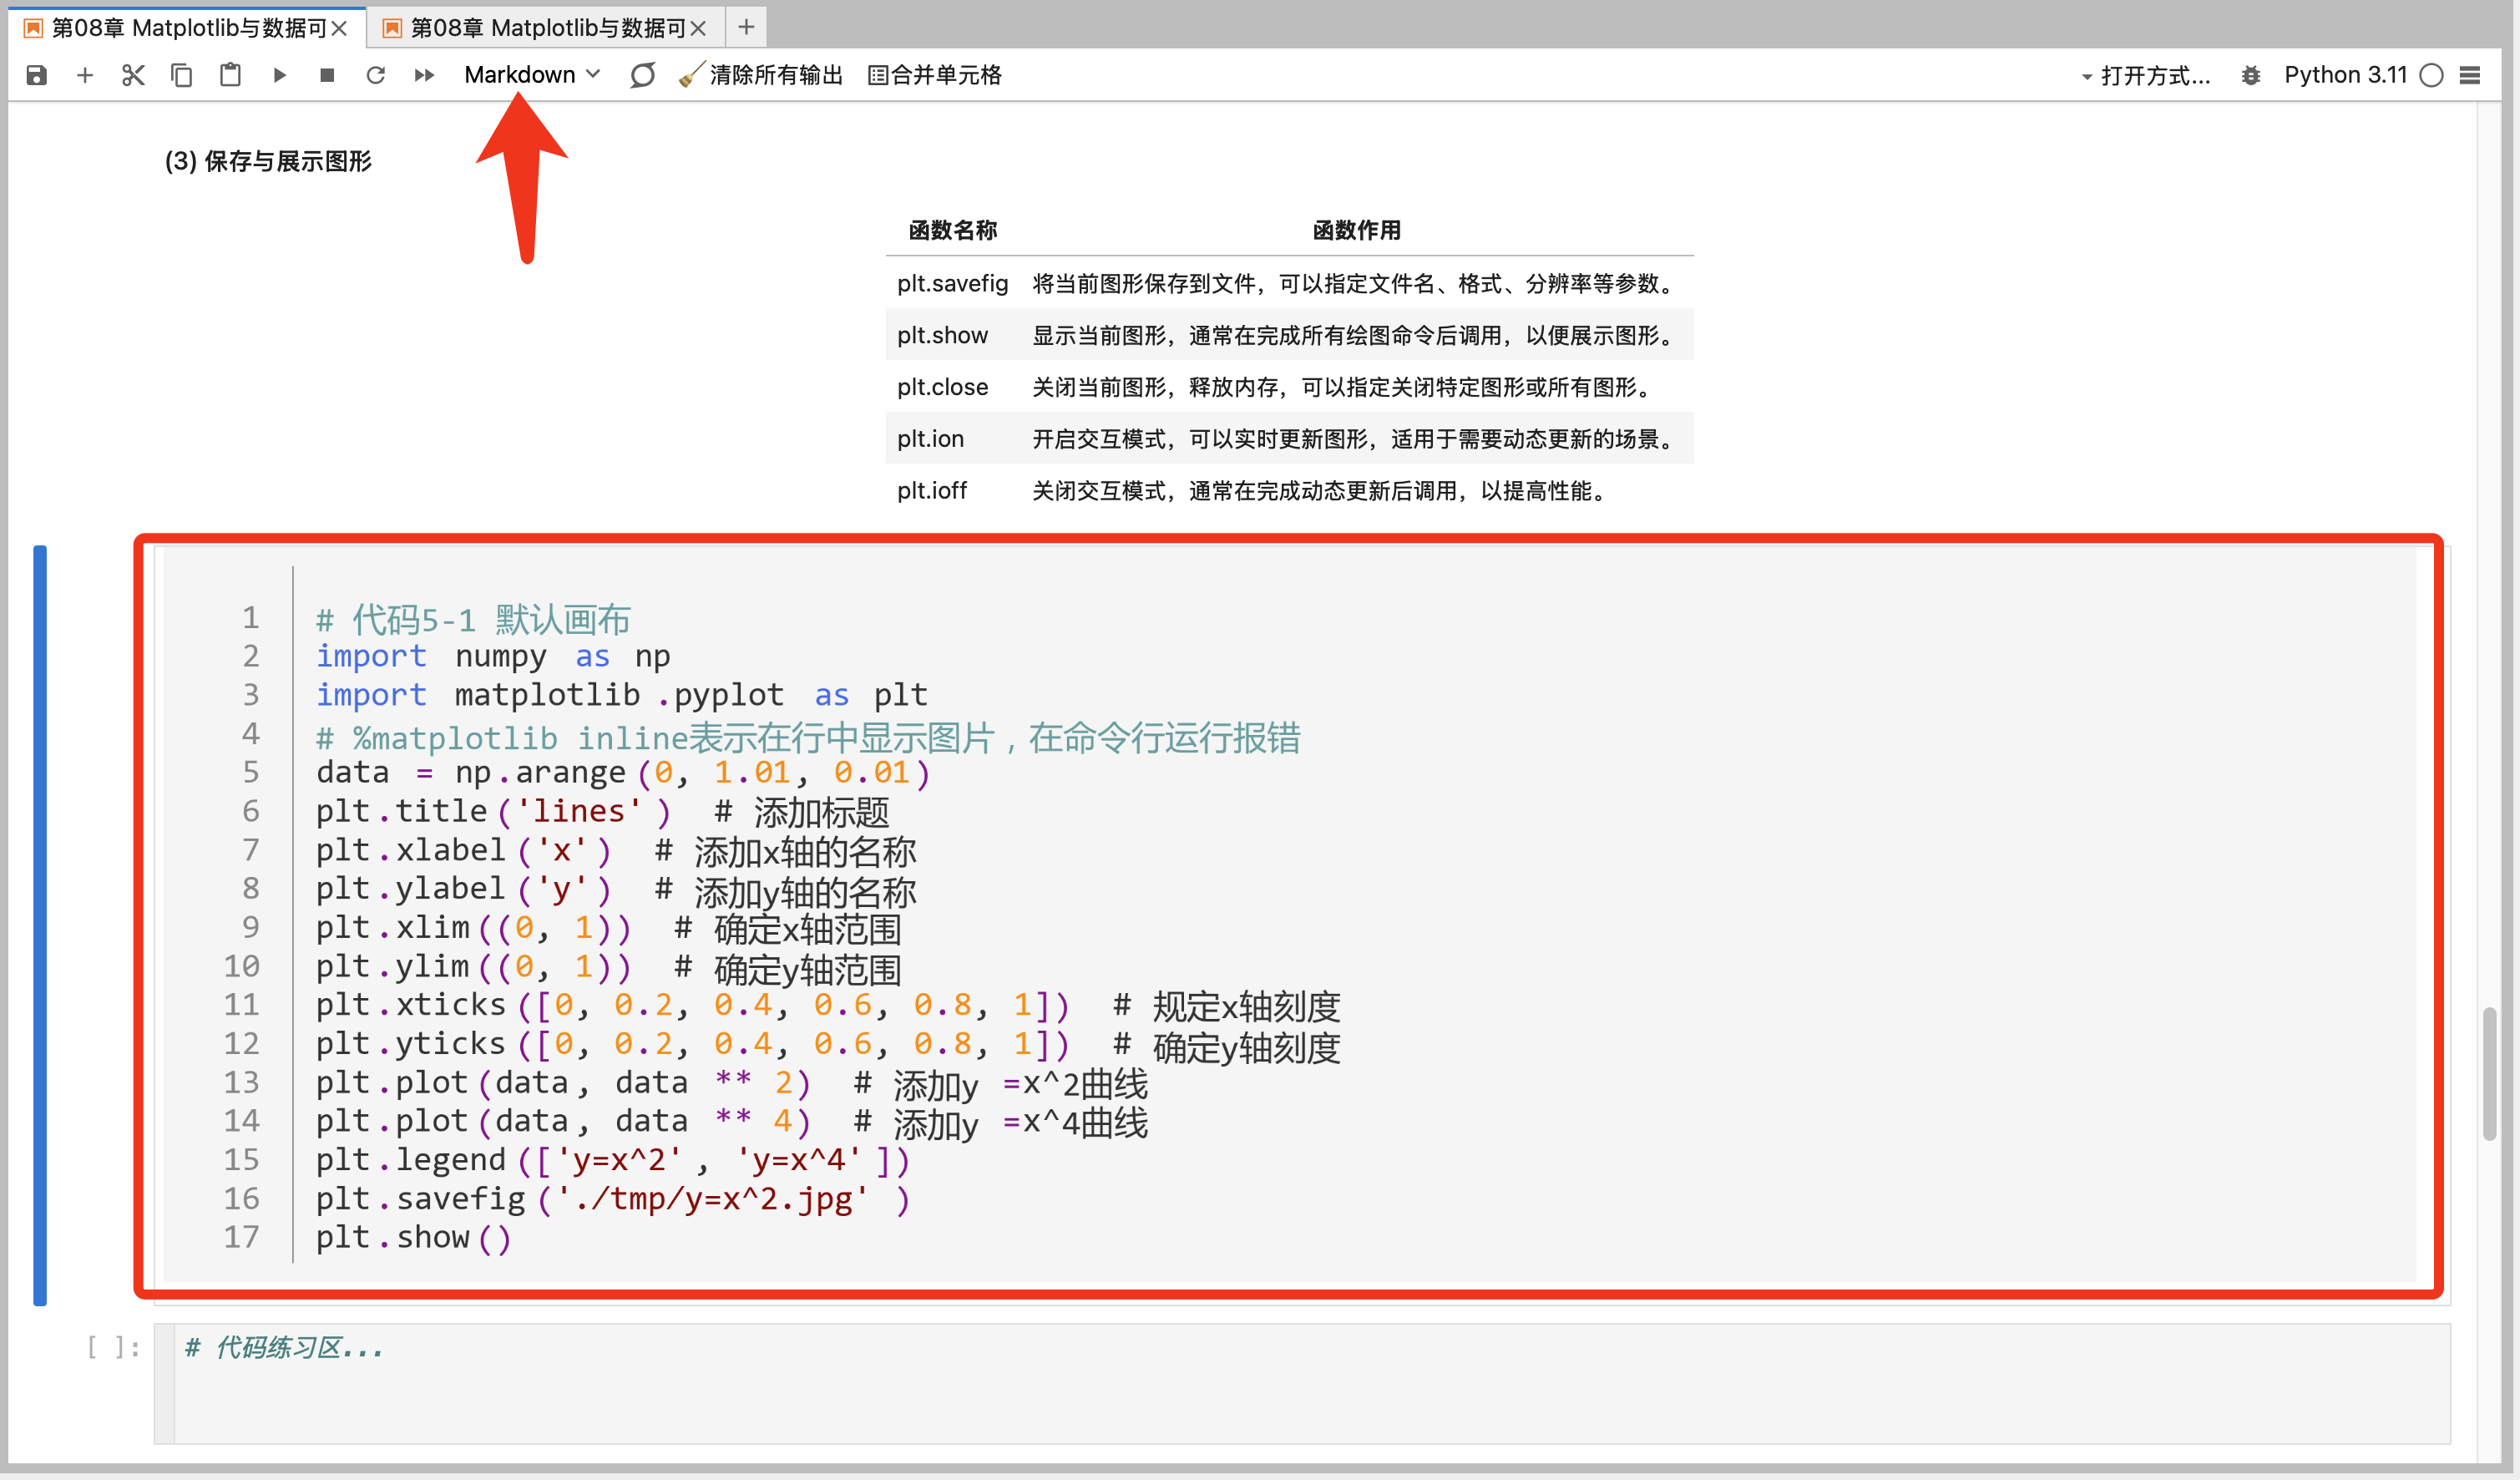 第08章 Matplotlib与数据可
第08章 Matplotlib与数据可
Markdown
清除所有输出
合并单元格
打开方式...
Python 3.11
(3) 保存与展示图形
函数名称 函数作用
plt.savefig 将当前图形保存到文件，可以指定文件名、格式、分辨率等参数。
plt.show 显示当前图形，通常在完成所有绘图命令后调用，以便展示图形。
plt.close 关闭当前图形，释放内存，可以指定关闭特定图形或所有图形。
plt.ion 开启交互模式，可以实时更新图形，适用于需要动态更新的场景。
plt.ioff 关闭交互模式，通常在完成动态更新后调用，以提高性能。
1 # 代码5-1 默认画布
2 import numpy as np
3 import matplotlib.pyplot as plt
4 # %matplotlib inline表示在行中显示图片，在命令行运行报错
5 data = np.arange(0, 1.01, 0.01)
6 plt.title('lines') # 添加标题
7 plt.xlabel('x') # 添加x轴的名称
8 plt.ylabel('y') # 添加y轴的名称
9 plt.xlim((0, 1)) # 确定x轴范围
10 plt.ylim((0, 1)) # 确定y轴范围
11 plt.xticks([0, 0.2, 0.4, 0.6, 0.8, 1]) # 规定x轴刻度
12 plt.yticks([0, 0.2, 0.4, 0.6, 0.8, 1]) # 确定y轴刻度
13 plt.plot(data, data ** 2) # 添加y =x^2曲线
14 plt.plot(data, data ** 4) # 添加y =x^4曲线
15 plt.legend(['y=x^2', 'y=x^4'])
16 plt.savefig('./tmp/y=x^2.jpg')
17 plt.show()
[ ]: # 代码练习区...